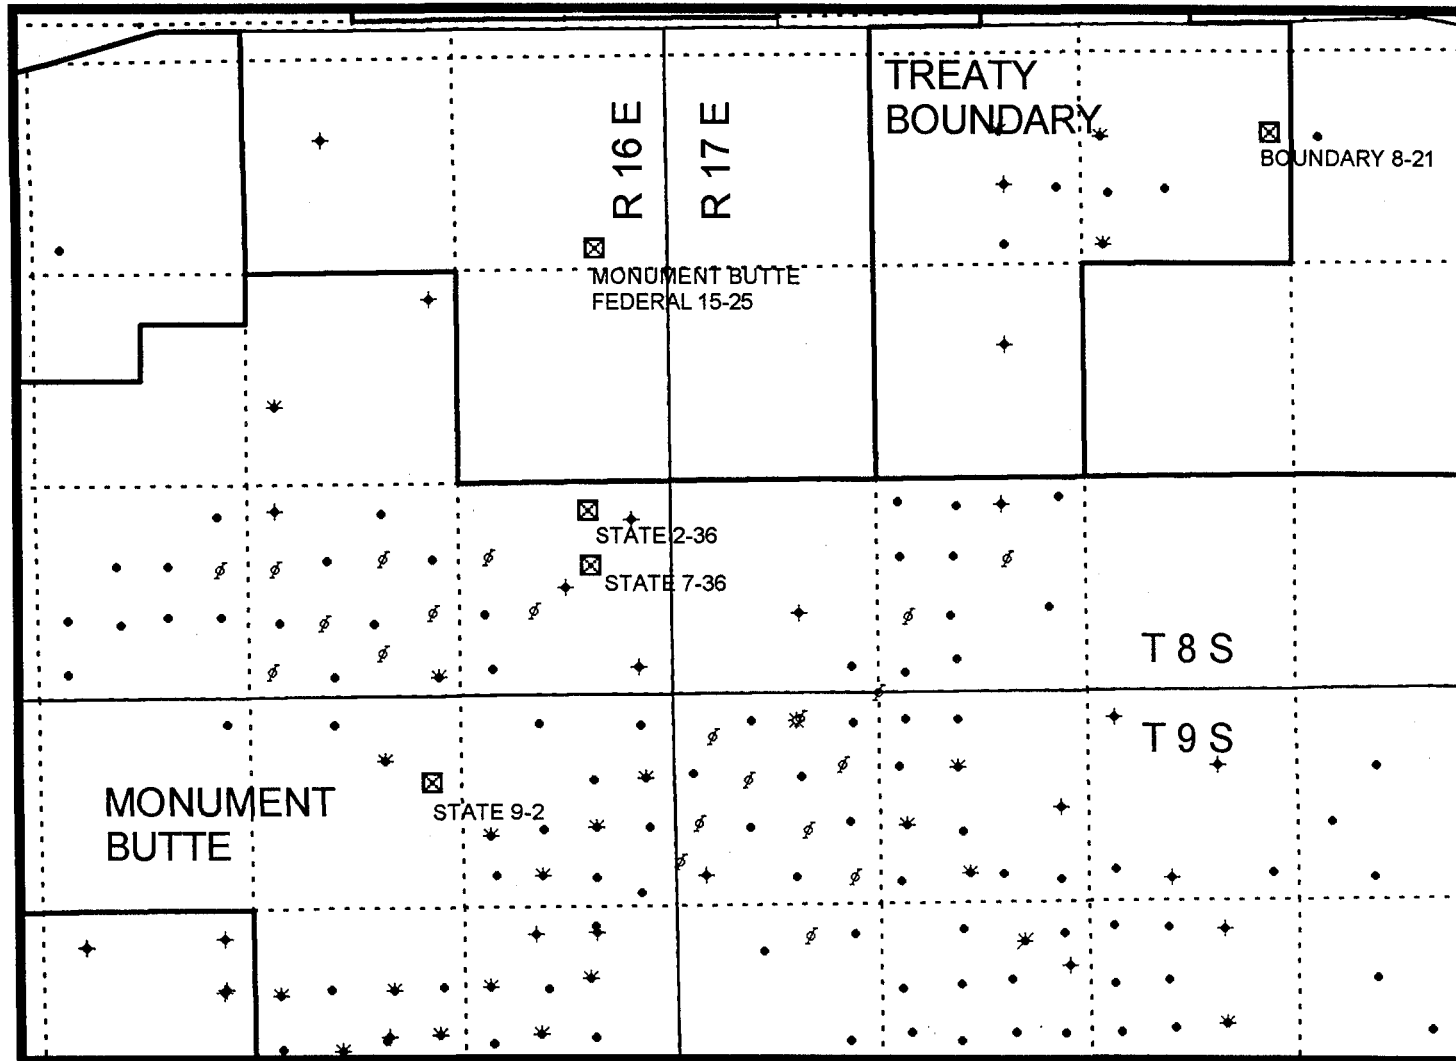 TREATY
BOUNDARY
R 16 E
R 17 E
BOUNDARY 8-21
MONUMENT BUTTE
FEDERAL 15-25
STATE 2-36
STATE 7-36
T 8 S
T 9 S
MONUMENT
BUTTE
STATE 9-2